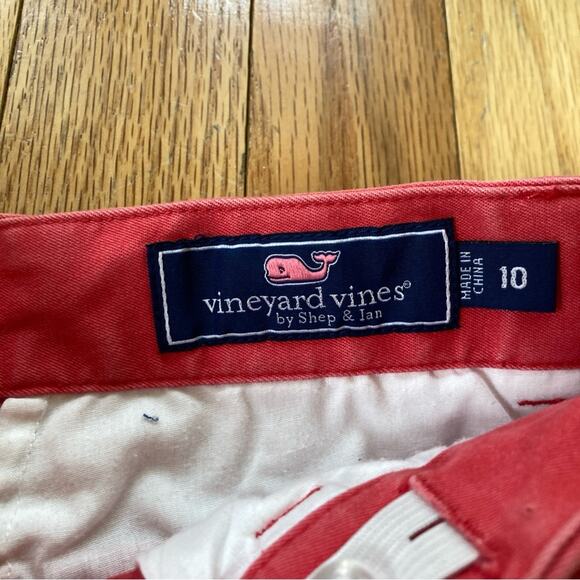 vineyard vines®
by Shep & Ian
MADE IN
CHINA
10